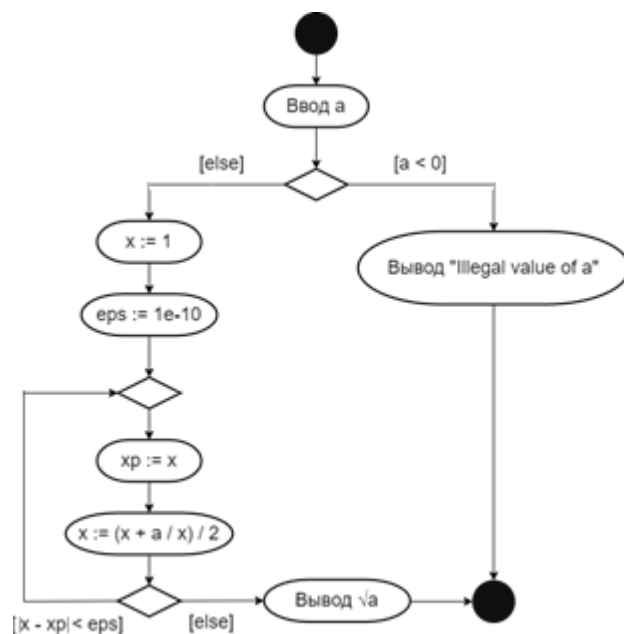 Ввод a
[else]
[a < 0]
x := 1
Вывод "Illegal value of a"
eps := 1e-10
xp := x
x := (x + a / x) / 2
[|x - xp| < eps]
[else]
Вывод √a